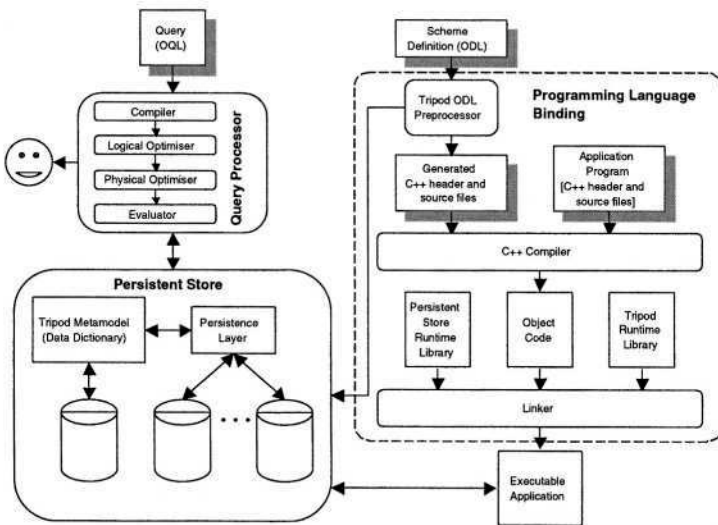 Query
(OQL)
Compiler
Logical Optimiser
Physical Optimiser
Evaluator
Query Processor
Persistent Store
Tripod Metamodel
(Data Dictionary)
Persistence
Layer
Scheme
Definition (ODL)
Tripod ODL
Preprocessor
Programming Language
Binding
Generated
C++ header and
source files
Application
Program
[C++ header and
source files]
C++ Compiler
Persistent
Store
Runtime
Library
Object
Code
Tripod
Runtime
Library
Linker
Executable
Application